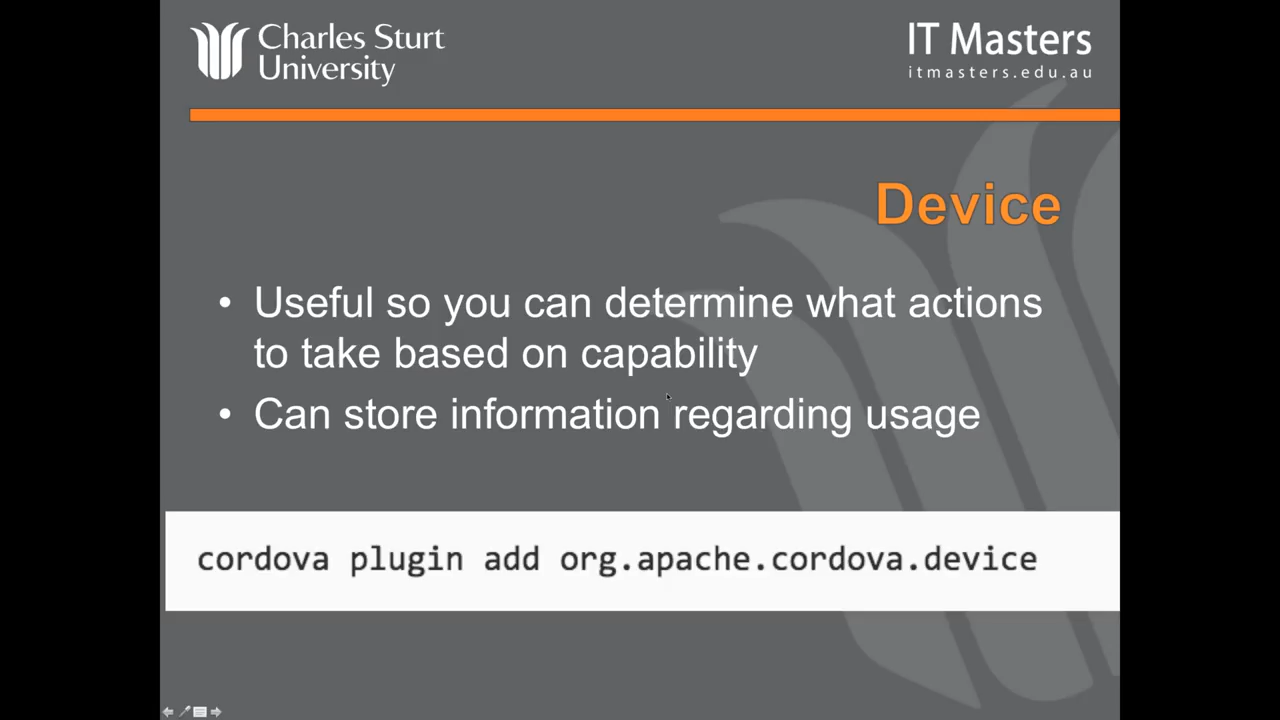 Charles Sturt
University
IT Masters
itmasters.edu.au
Device
• Useful so you can determine what actions
to take based on capability
• Can store information regarding usage
cordova plugin add org.apache.cordova.device